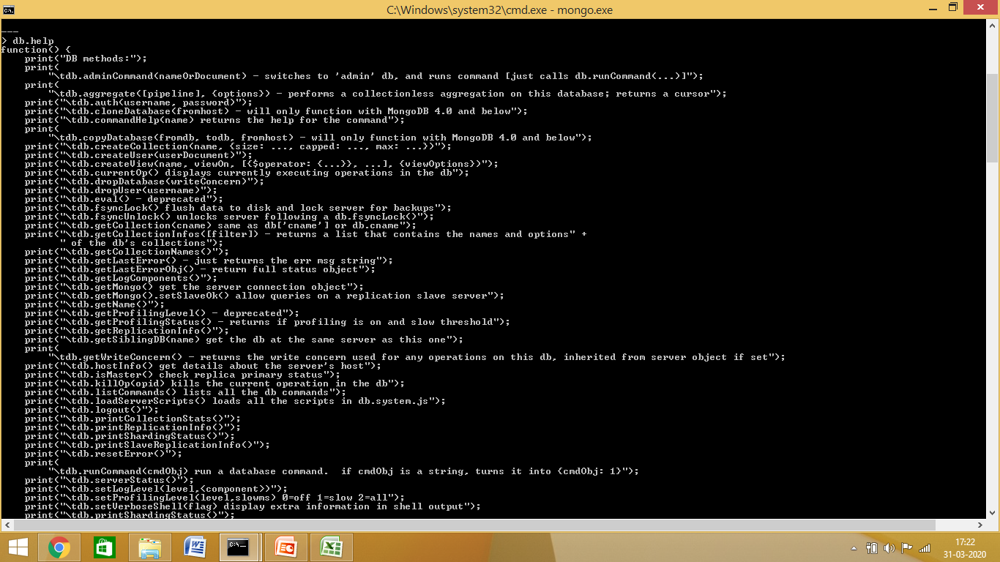 C:\Windows\system32\cmd.exe - mongo.exe
---
> db.help
function() {
    print("DB methods:");
    print(
        "\tdb.adminCommand(nameOrDocument) - switches to 'admin' db, and runs command [just calls db.runCommand(...)]");
    print(
        "\tdb.aggregate([pipeline], {options}) - performs a collectionless aggregation on this database; returns a cursor");
    print("\tdb.auth(username, password)");
    print("\tdb.cloneDatabase(fromhost) - will only function with MongoDB 4.0 and below");
    print("\tdb.commandHelp(name) returns the help for the command");
    print(
        "\tdb.copyDatabase(fromdb, todb, fromhost) - will only function with MongoDB 4.0 and below");
    print("\tdb.createCollection(name, {size: ..., capped: ..., max: ...})");
    print("\tdb.createUser(userDocument)");
    print("\tdb.createView(name, viewOn, [{$operator: {...}}, ...], {viewOptions})");
    print("\tdb.currentOp() displays currently executing operations in the db");
    print("\tdb.dropDatabase(writeConcern)");
    print("\tdb.dropUser(username)");
    print("\tdb.eval() - deprecated");
    print("\tdb.fsyncLock() flush data to disk and lock server for backups");
    print("\tdb.fsyncUnlock() unlocks server following a db.fsyncLock()");
    print("\tdb.getCollection(cname) same as db['cname'] or db.cname");
    print("\tdb.getCollectionInfos([filter]) - returns a list that contains the names and options" +
          " of the db's collections");
    print("\tdb.getCollectionNames()");
    print("\tdb.getLastError() - just returns the err msg string");
    print("\tdb.getLastErrorObj() - return full status object");
    print("\tdb.getLogComponents()");
    print("\tdb.getMongo() get the server connection object");
    print("\tdb.getMongo().setSlaveOk() allow queries on a replication slave server");
    print("\tdb.getName()");
    print("\tdb.getProfilingLevel() - deprecated");
    print("\tdb.getProfilingStatus() - returns if profiling is on and slow threshold");
    print("\tdb.getReplicationInfo()");
    print("\tdb.getSiblingDB(name) get the db at the same server as this one");
    print(
        "\tdb.getWriteConcern() - returns the write concern used for any operations on this db, inherited from server object if set");
    print("\tdb.hostInfo() get details about the server's host");
    print("\tdb.isMaster() check replica primary status");
    print("\tdb.killOp(opid) kills the current operation in the db");
    print("\tdb.listCommands() lists all the db commands");
    print("\tdb.loadServerScripts() loads all the scripts in db.system.js");
    print("\tdb.logout()");
    print("\tdb.printCollectionStats()");
    print("\tdb.printReplicationInfo()");
    print("\tdb.printShardingStatus()");
    print("\tdb.printSlaveReplicationInfo()");
    print("\tdb.resetError()");
    print(
        "\tdb.runCommand(cmdObj) run a database command.  if cmdObj is a string, turns it into {cmdObj: 1}");
    print("\tdb.serverStatus()");
    print("\tdb.setLogLevel(level,<component>)");
    print("\tdb.setProfilingLevel(level,slowms) 0=off 1=slow 2=all");
    print("\tdb.setVerboseShell(flag) display extra information in shell output");
    print("\tdb.printShardingStatus()");
17:22
31-03-2020